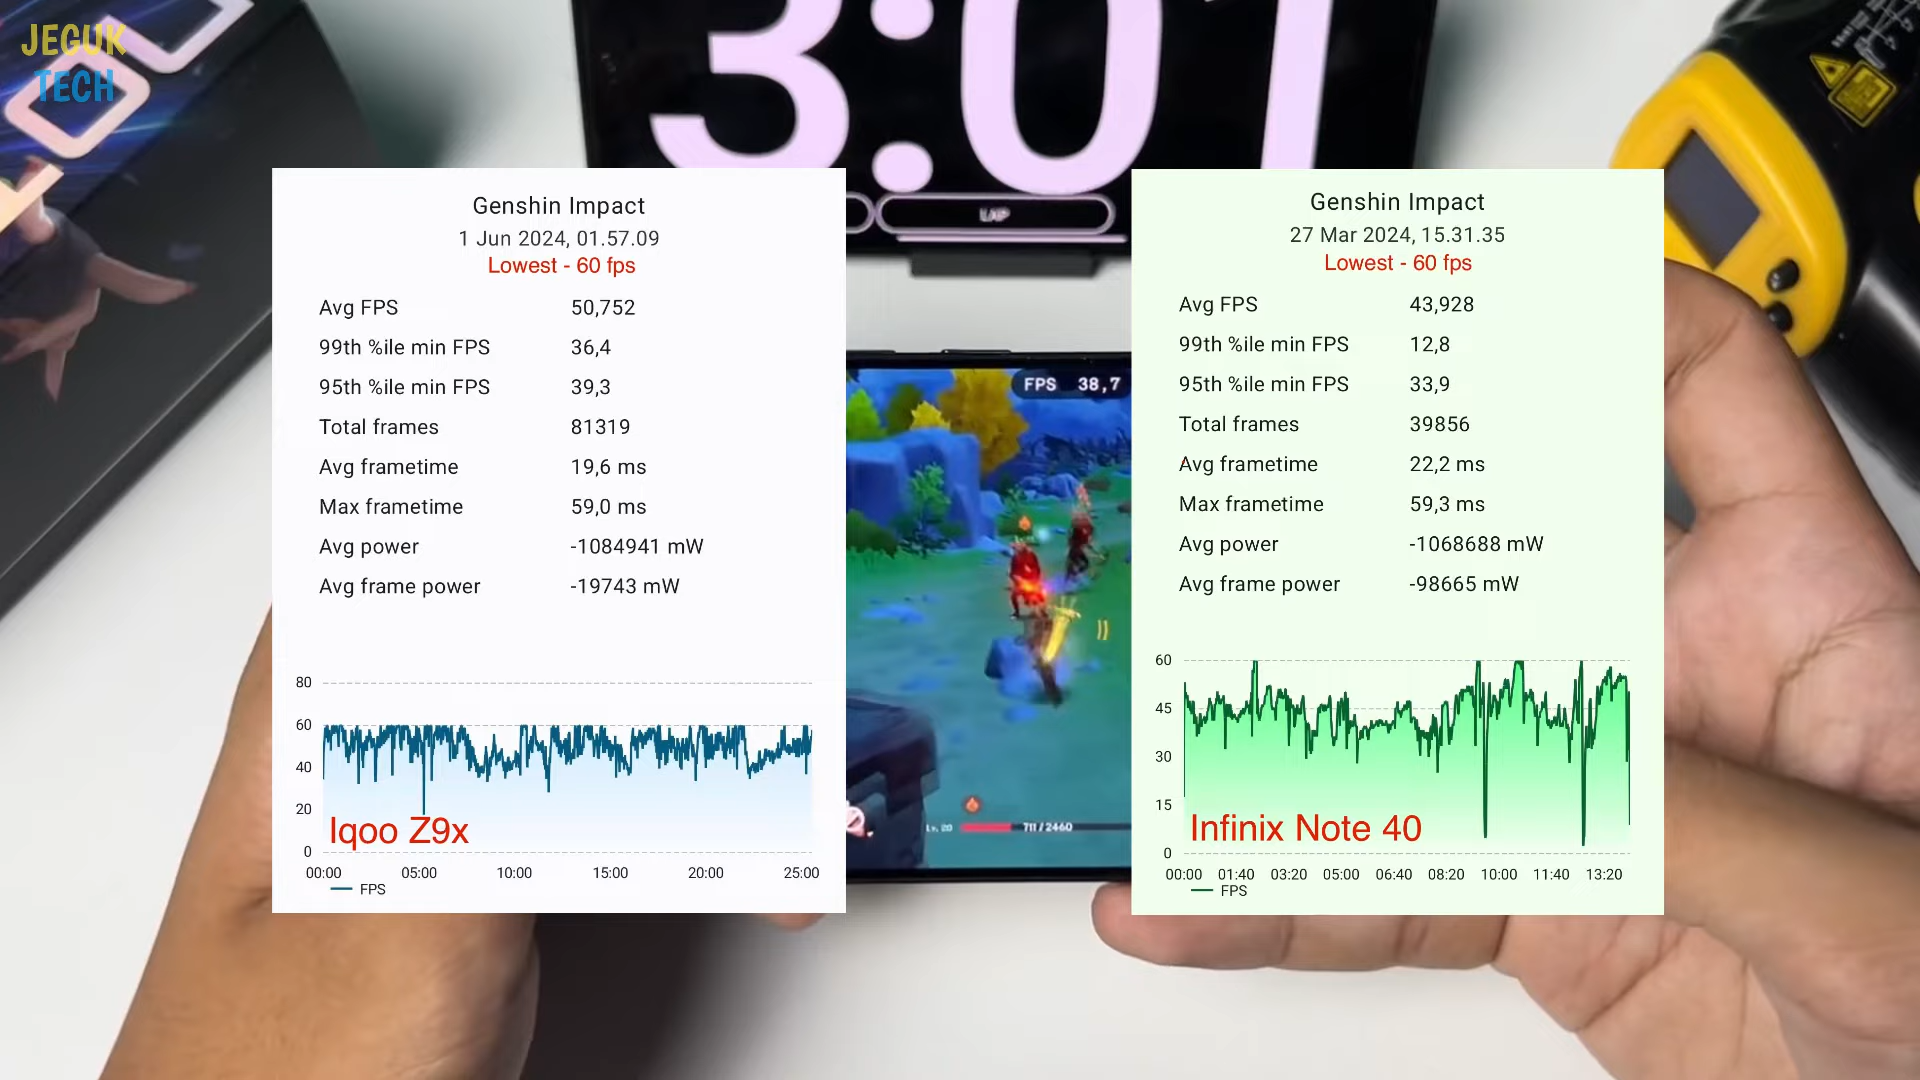 JEGUK
TECH
3:01
LAP
Genshin Impact
1 Jun 2024, 01.57.09
Lowest - 60 fps
Avg FPS 50,752
99th %ile min FPS 36,4
95th %ile min FPS 39,3
Total frames 81319
Avg frametime 19,6 ms
Max frametime 59,0 ms
Avg power -1084941 mW
Avg frame power -19743 mW
80
60
40
20
0
Iqoo Z9x
00:00 05:00 10:00 15:00 20:00 25:00
FPS
FPS 38,7
Lv. 20
711/2460
Genshin Impact
27 Mar 2024, 15.31.35
Lowest - 60 fps
Avg FPS 43,928
99th %ile min FPS 12,8
95th %ile min FPS 33,9
Total frames 39856
Avg frametime 22,2 ms
Max frametime 59,3 ms
Avg power -1068688 mW
Avg frame power -98665 mW
60
45
30
15
0
Infinix Note 40
00:00 01:40 03:20 05:00 06:40 08:20 10:00 11:40 13:20
FPS